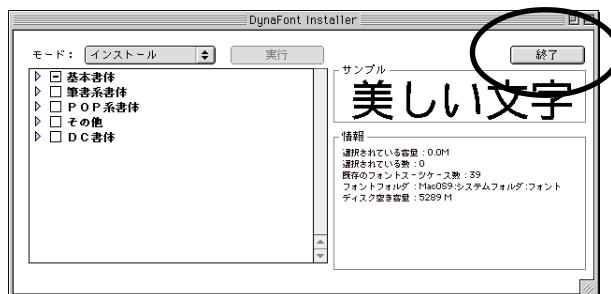 DynaFont Installer
モード： インストール 実行 終了
基本書体
筆書系書体
ＰＯＰ系書体
その他
ＤＣ書体
サンプル
美しい文字
情報
選択されている容量：0.0M
選択されている数：0
既存のフォントスーツケース数：39
フォントフォルダ：MacOS9:システムフォルダ:フォント
ディスク空き容量：5289 M